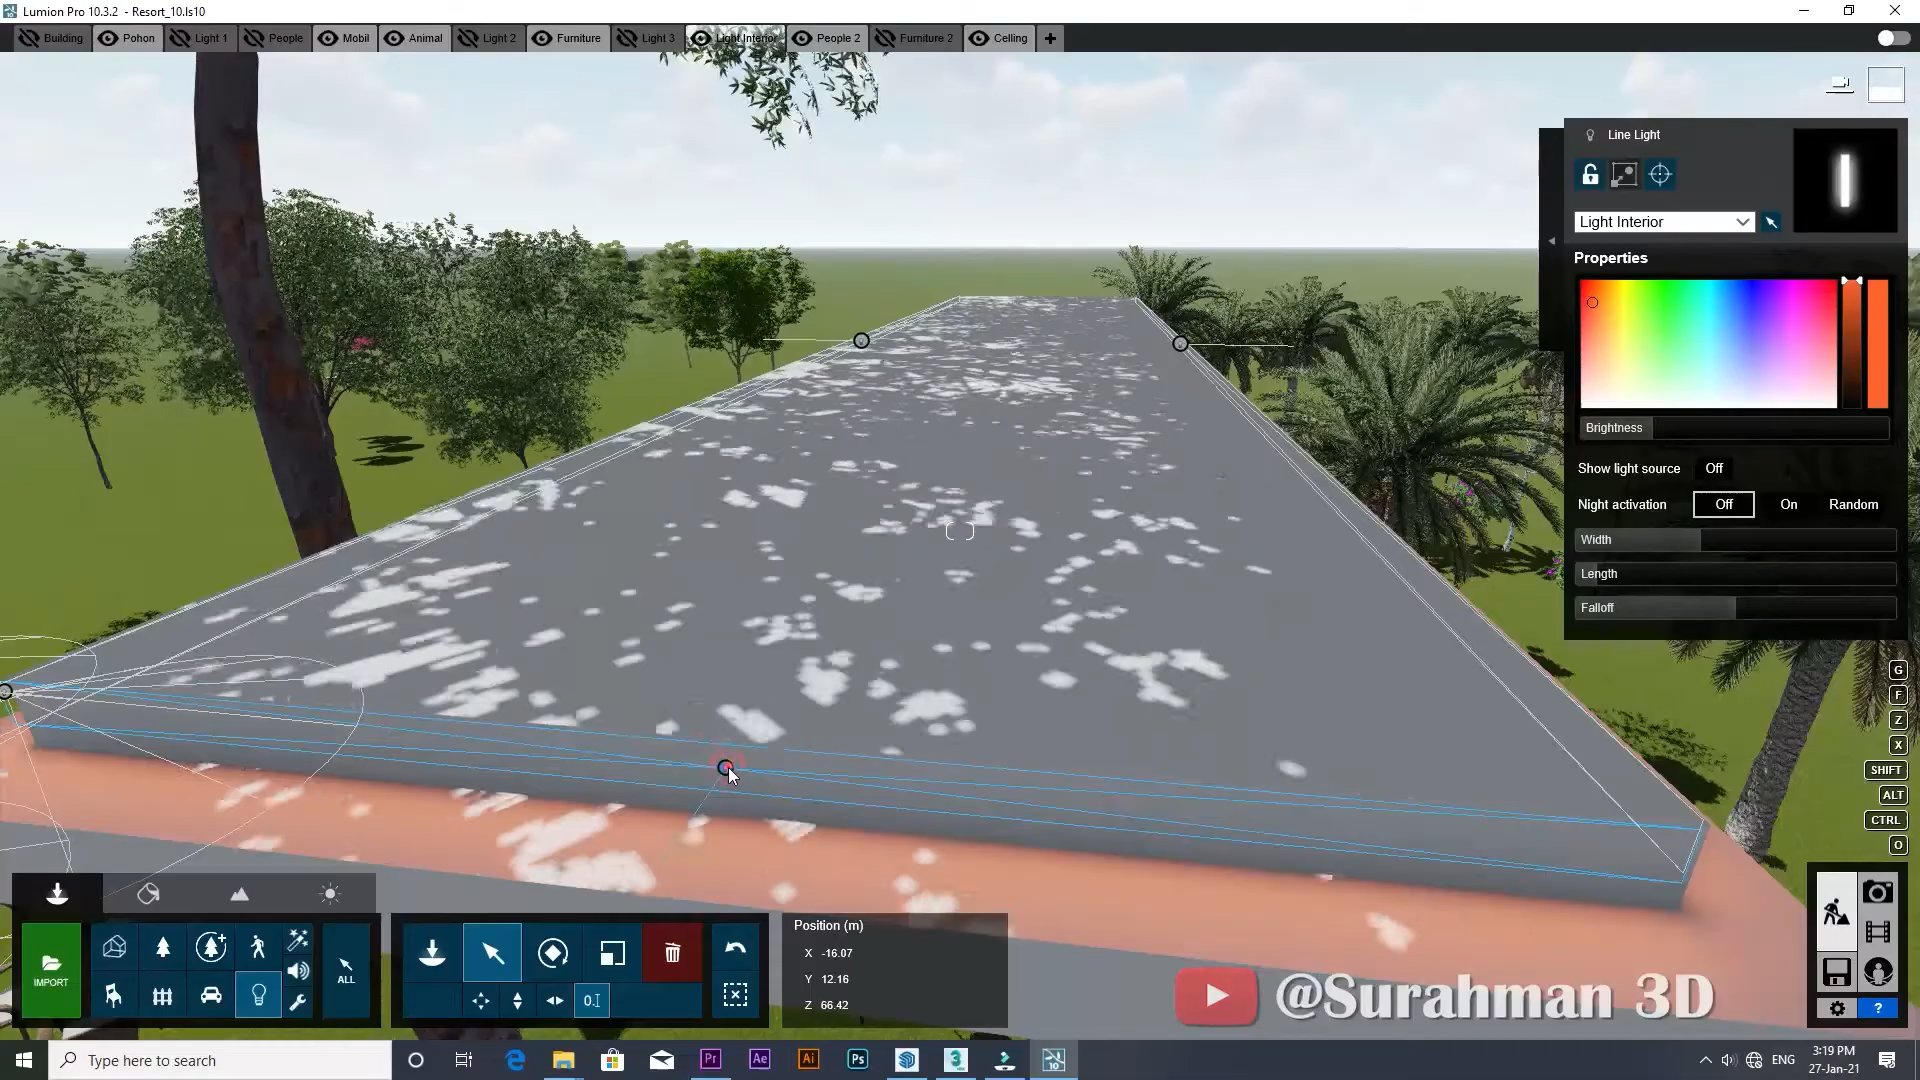 Lumion Pro 10.3.2 - Resort_10.ls10
Building
Pohon
Light 1
People
Mobil
Animal
Light 2
Furniture
Light 3
Light Interior
People 2
Furniture 2
Celling
Line Light
Light Interior
Properties
Brightness
Show light source Off
Night activation Off On Random
Width
Length
Falloff
G
F
Z
X
SHIFT
ALT
CTRL
O
IMPORT
ALL
Position (m)
X -16.07
Y 12.16
Z 66.42
@Surahman 3D
?
Type here to search
Pr
Ae
Ai
Ps
3
10
ENG
3:19 PM
27-Jan-21